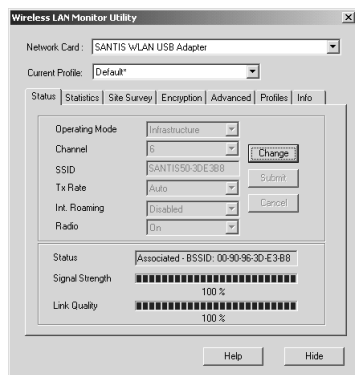 Wireless LAN Monitor Utility
Network Card : SANTIS WLAN USB Adapter
Current Profile: Default*
Status Statistics Site Survey Encryption Advanced Profiles Info
Operating Mode Infrastructure
Channel 6 Change
SSID SANTIS50-3DE3B8
Tx Rate Auto Submit
Int. Roaming Disabled Cancel
Radio On
Status Associated - BSSID: 00-90-96-3D-E3-B8
Signal Strength
100 %
Link Quality
100 %
Help Hide